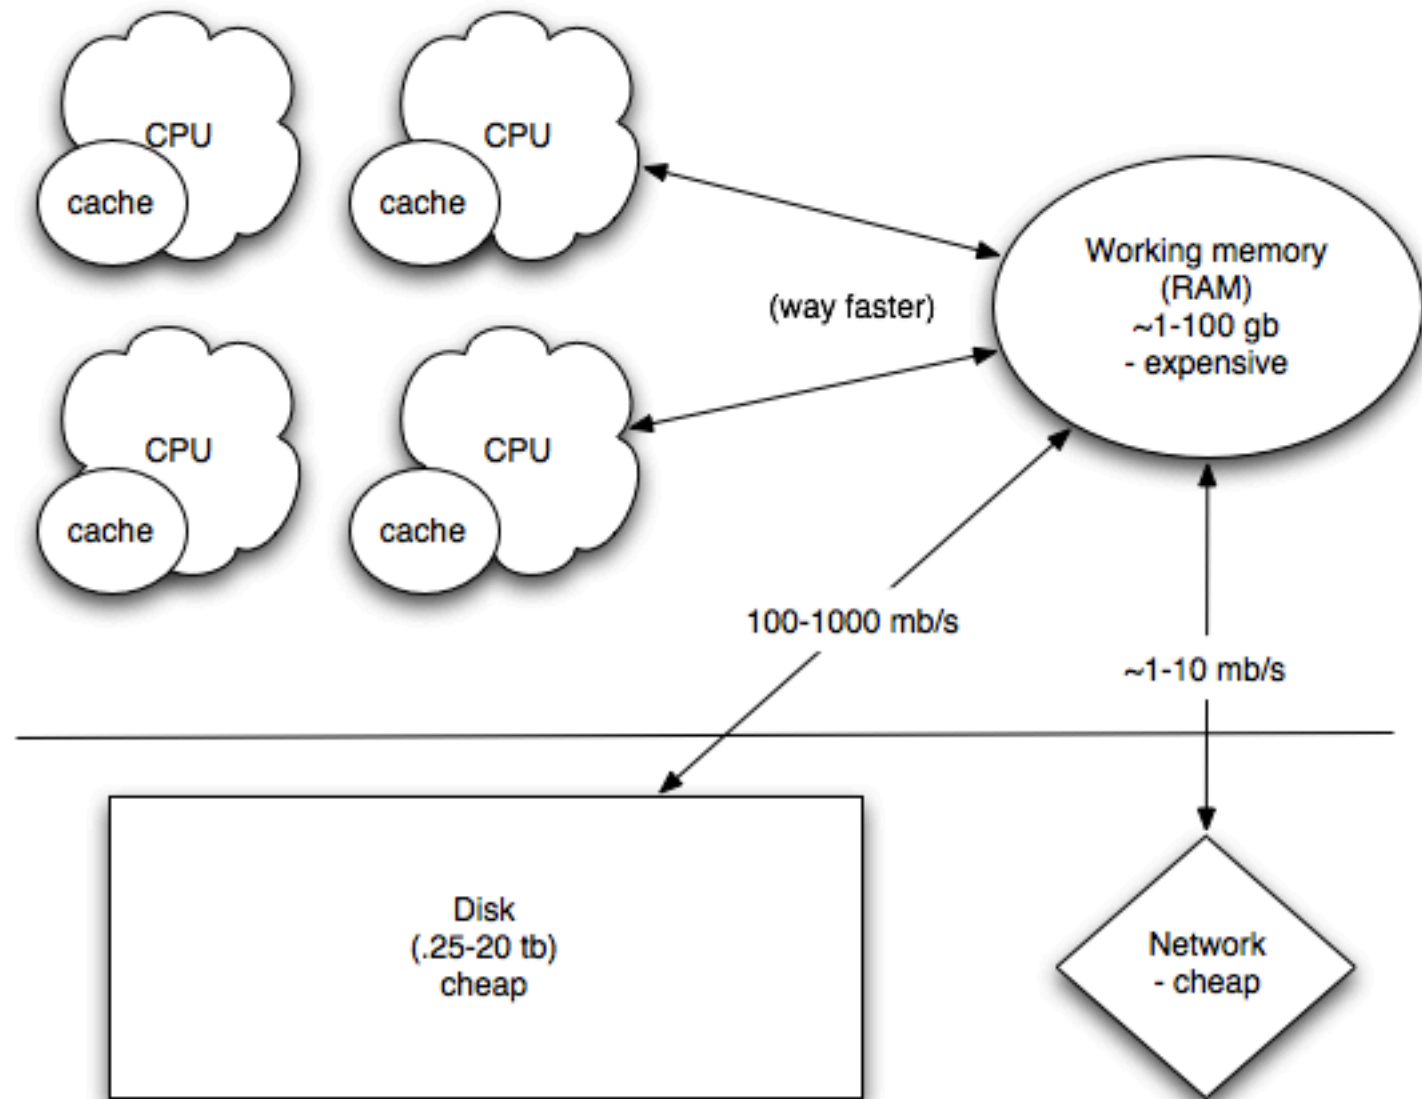 CPU
cache
CPU
cache
Working memory
(RAM)
~1-100 gb
- expensive
(way faster)
CPU
cache
CPU
cache
100-1000 mb/s
~1-10 mb/s
Disk
(.25-20 tb)
cheap
Network
- cheap